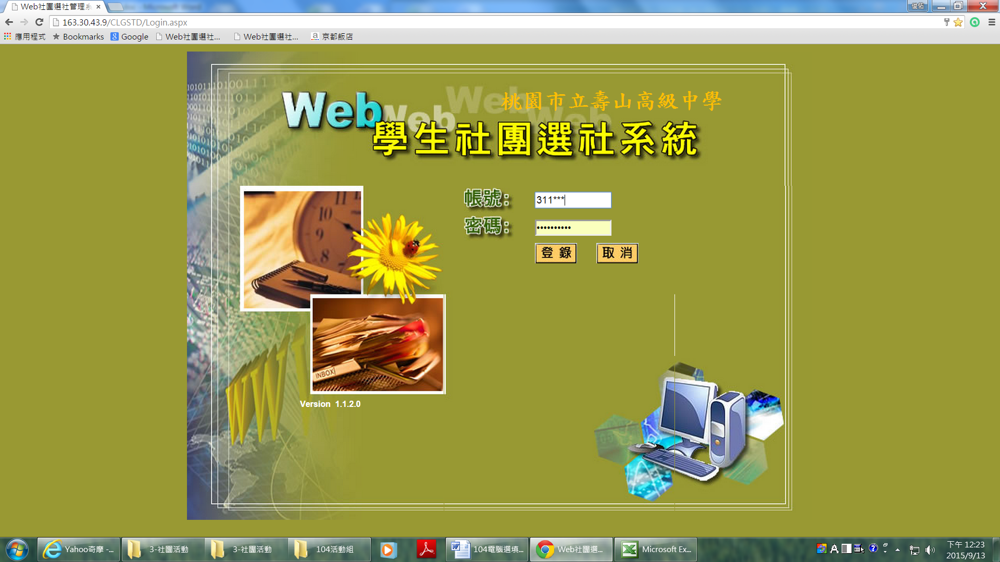 Web社團選社管理系
俊佑
163.30.43.9/CLGSTD/Login.aspx
應用程式 Bookmarks Google Web社團選社... Web社團選社... 京都飯店
桃園市立壽山高級中學
Web Web Web Web
學生社團選社系統
帳號: 311***
密碼: ••••••••••
登錄 取消
INBOX
WWW
Version 1.1.2.0
Yahoo奇摩 -... 3-社團活動 3-社團活動 104活動組 104電腦選填... Web社團選... Microsoft Ex...
下午 12:23
2015/9/13